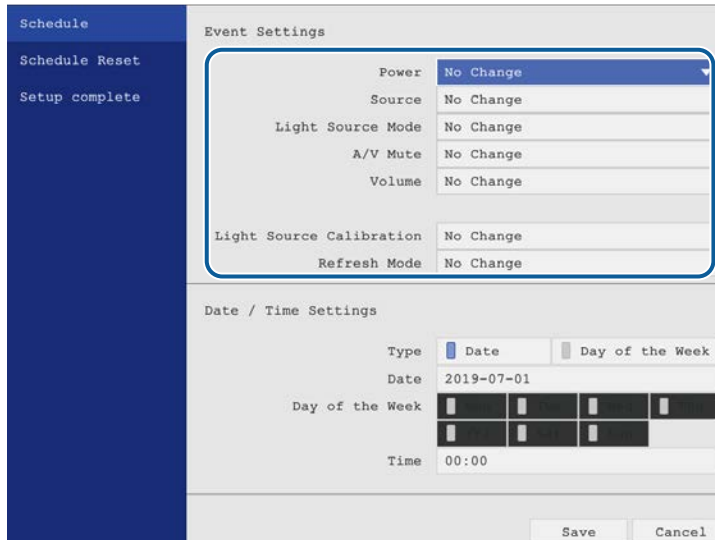 Schedule
Schedule Reset
Setup complete
Event Settings
Power No Change
Source No Change
Light Source Mode No Change
A/V Mute No Change
Volume No Change
Light Source Calibration No Change
Refresh Mode No Change
Date / Time Settings
Type Date Day of the Week
Date 2019-07-01
Day of the Week
Time 00:00
Save Cancel